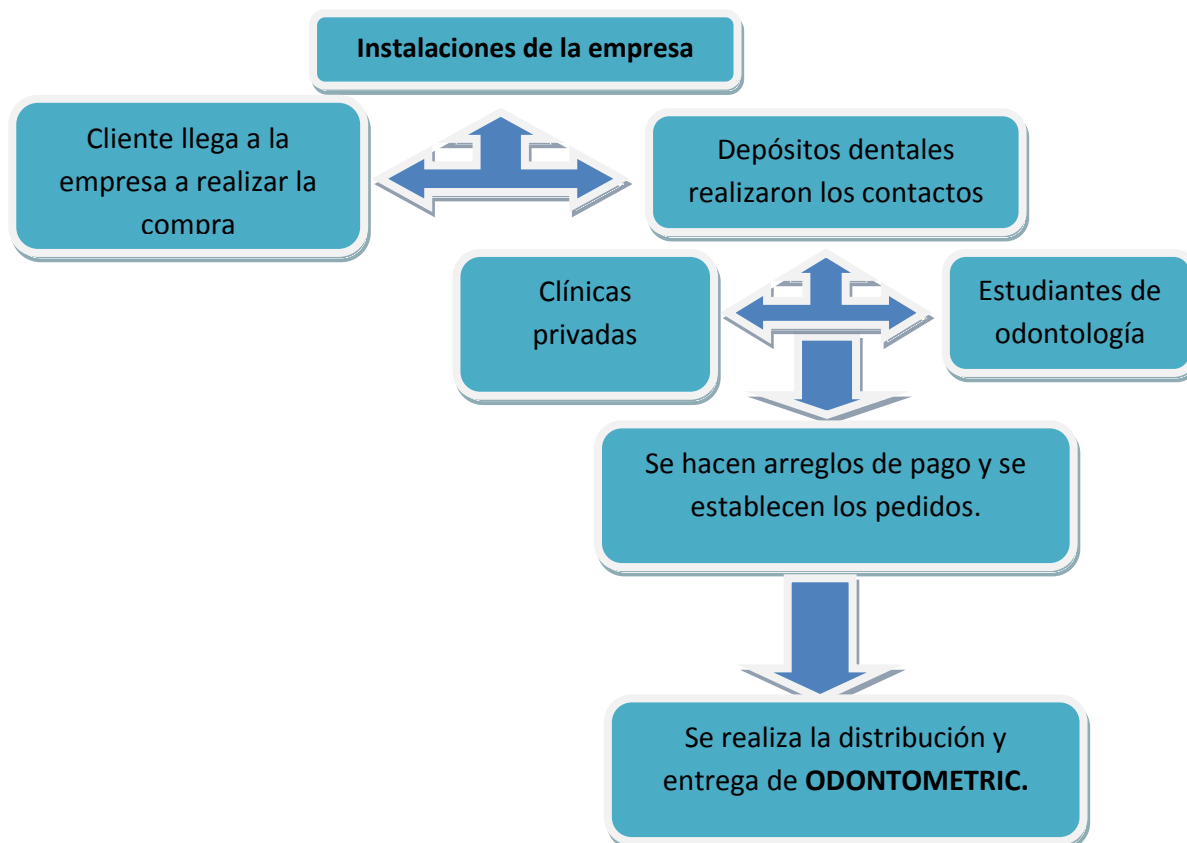 Instalaciones de la empresa
Cliente llega a la
empresa a realizar la
compra
Depósitos dentales
realizaron los contactos
Clínicas
privadas
Estudiantes de
odontología
Se hacen arreglos de pago y se
establecen los pedidos.
Se realiza la distribución y
entrega de ODONTOMETRIC.